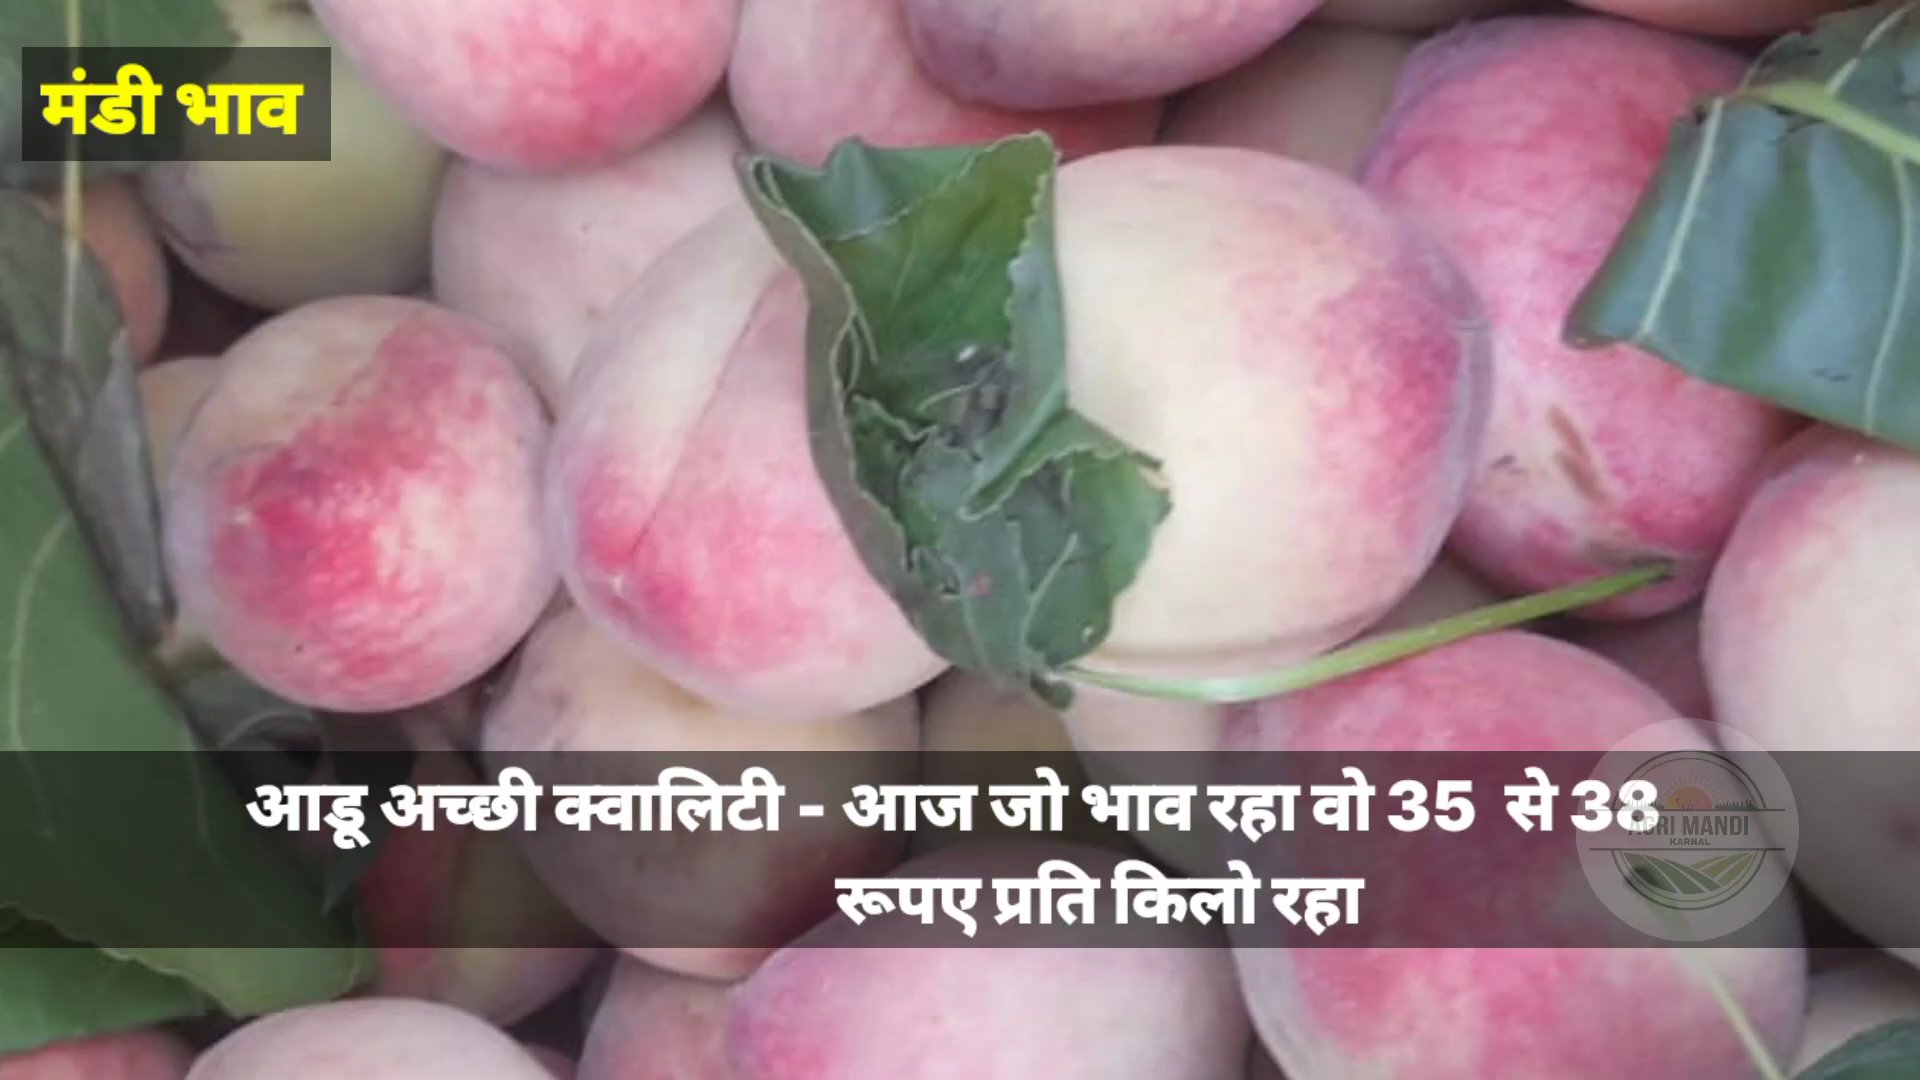 मंडी भाव
आडू अच्छी क्वालिटी - आज जो भाव रहा वो 35 से 38
रूपए प्रति किलो रहा
AGRI MANDI
KARNAL